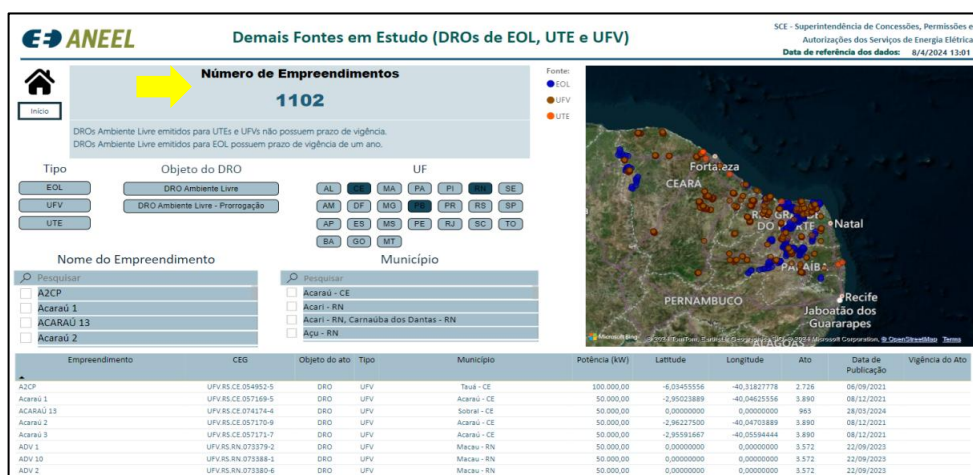 ANEEL
Demais Fontes em Estudo (DROs de EOL, UTE e UFV)
SCE - Superintendência de Concessões, Permissões e
Autorizações dos Serviços de Energia Elétrica
Data de referência dos dados: 8/4/2024 13:01
Início
Número de Empreendimentos
1102
DROs Ambiente Livre emitidos para UTEs e UFVs não possuem prazo de vigência.
DROs Ambiente Livre emitidos para EOL possuem prazo de vigência de um ano.
Fonte:
EOL
UFV
UTE
Tipo
EOL
UFV
UTE
Objeto do DRO
DRO Ambiente Livre
DRO Ambiente Livre - Prorrogação
UF
AL CE MA PA PI RN SE
AM DF MG PB PR RS SP
AP ES MS PE RJ SC TO
BA GO MT
Nome do Empreendimento
Pesquisar
A2CP
Acaraú 1
ACARAÚ 13
Acaraú 2
Município
Pesquisar
Acaraú - CE
Acari - RN
Acari - RN, Carnaúba dos Dantas - RN
Açu - RN
Fortaleza
CEARÁ
Natal
PARAÍBA
PERNAMBUCO
Recife
Jaboatão dos
Guararapes
ALAGOAS
Microsoft Bing
Microsoft Corporation, © OpenStreetMap Terms
Empreendimento CEG Objeto do ato Tipo Município Potência (kW) Latitude Longitude Ato Data de Publicação Vigência do Ato
A2CP UFV.RS.CE.054952-5 DRO UFV Tauá - CE 100.000,00 -6,03455556 -40,31827778 2.726 06/09/2021
Acaraú 1 UFV.RS.CE.057169-5 DRO UFV Acaraú - CE 50.000,00 -2,95023889 -40,04625556 3.890 08/12/2021
ACARAÚ 13 UFV.RS.CE.074174-4 DRO UFV Sobral - CE 50.000,00 0,00000000 0,00000000 963 28/03/2024
Acaraú 2 UFV.RS.CE.057170-9 DRO UFV Acaraú - CE 50.000,00 -2,96227500 -40,04703889 3.890 08/12/2021
Acaraú 3 UFV.RS.CE.057171-7 DRO UFV Acaraú - CE 50.000,00 -2,95591667 -40,05594444 3.890 08/12/2021
ADV 1 UFV.RS.RN.073379-2 DRO UFV Macau - RN 50.000,00 0,00000000 0,00000000 3.572 22/09/2023
ADV 10 UFV.RS.RN.073388-1 DRO UFV Macau - RN 50.000,00 0,00000000 0,00000000 3.572 22/09/2023
ADV 2 UFV.RS.RN.073380-6 DRO UFV Macau - RN 50.000,00 0,00000000 0,00000000 3.572 22/09/2023